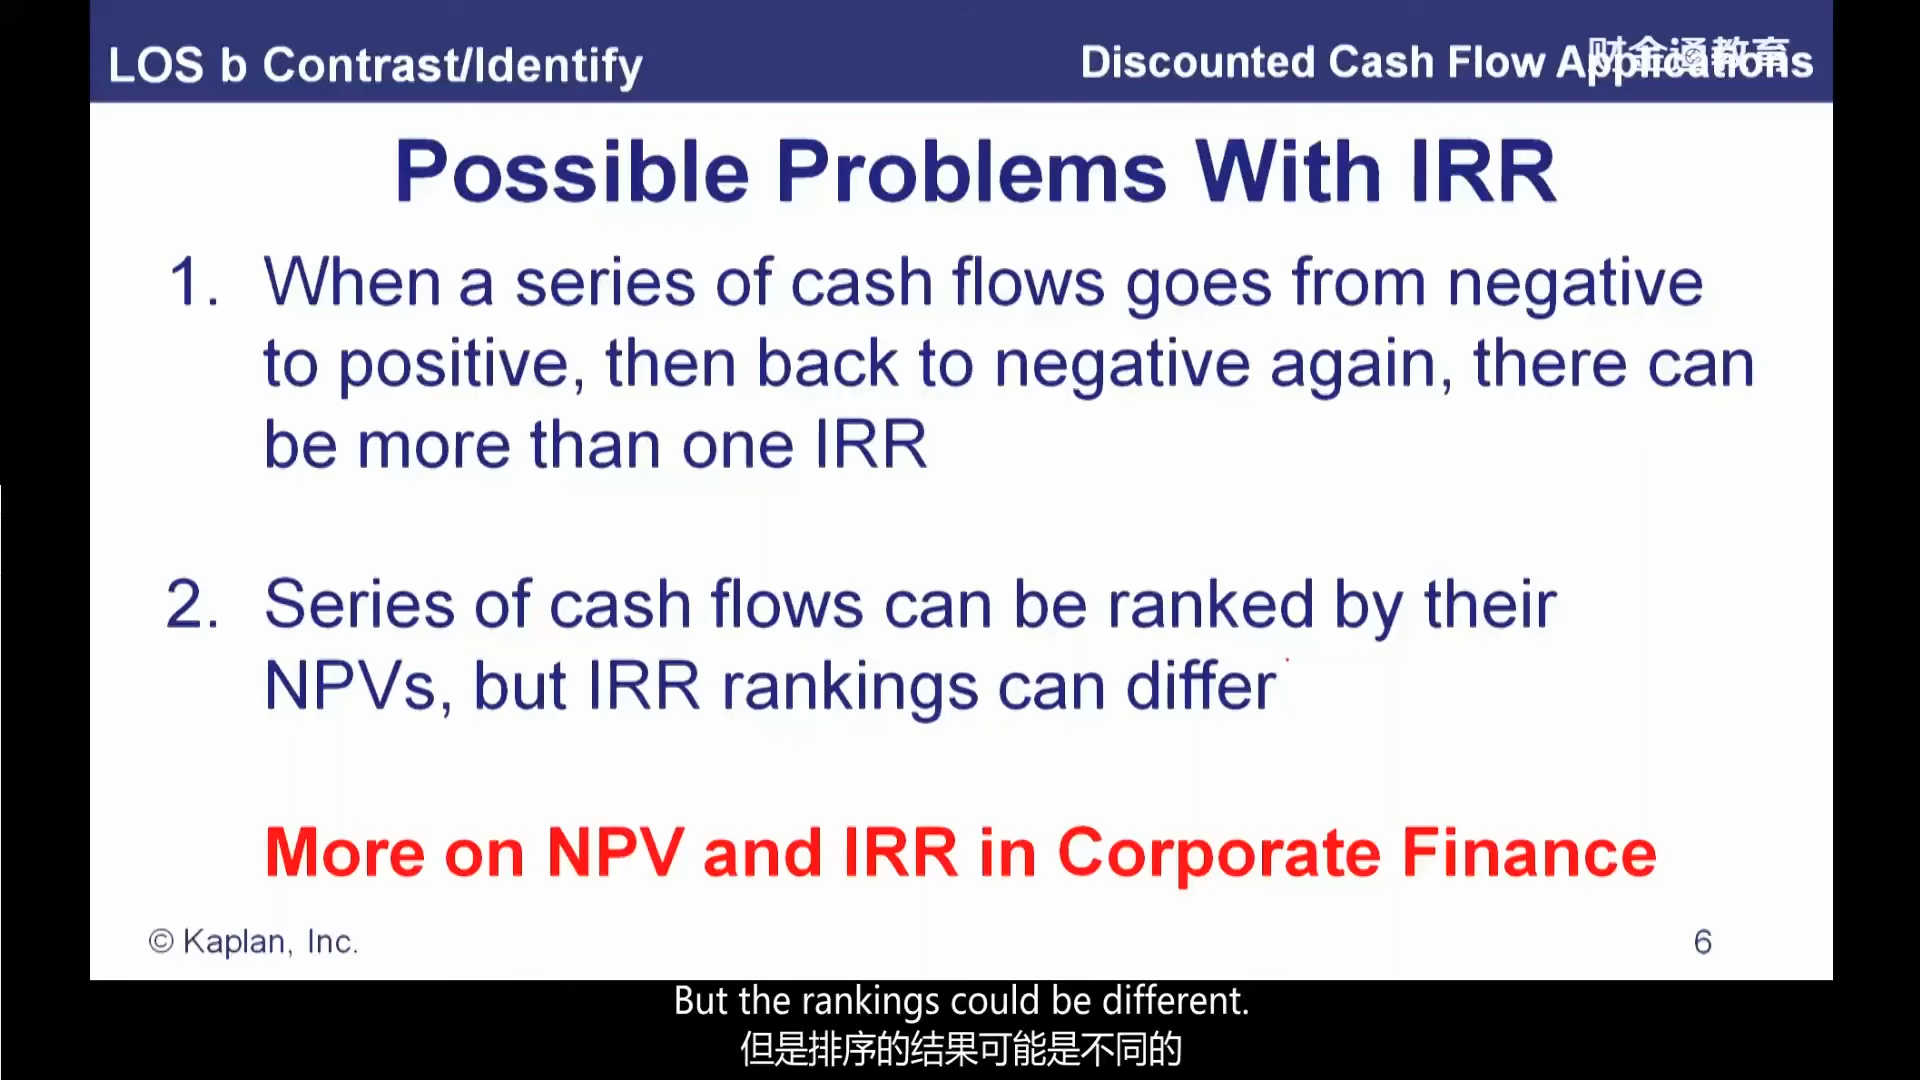 LOS b Contrast/Identify
Discounted Cash Flow Applications
财金通教育
Possible Problems With IRR
1. When a series of cash flows goes from negative
to positive, then back to negative again, there can
be more than one IRR
2. Series of cash flows can be ranked by their
NPVs, but IRR rankings can differ
More on NPV and IRR in Corporate Finance
© Kaplan, Inc.
6
But the rankings could be different.
但是排序的结果可能是不同的